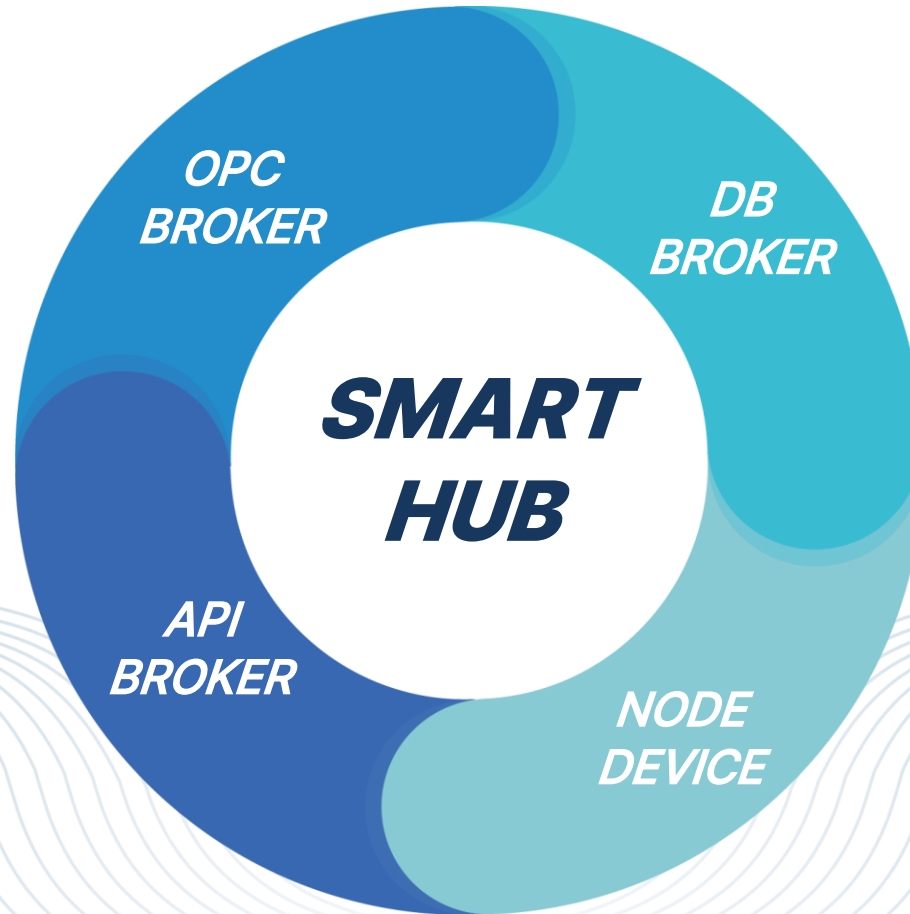 OPC
BROKER
DB
BROKER
SMART
HUB
API
BROKER
NODE
DEVICE